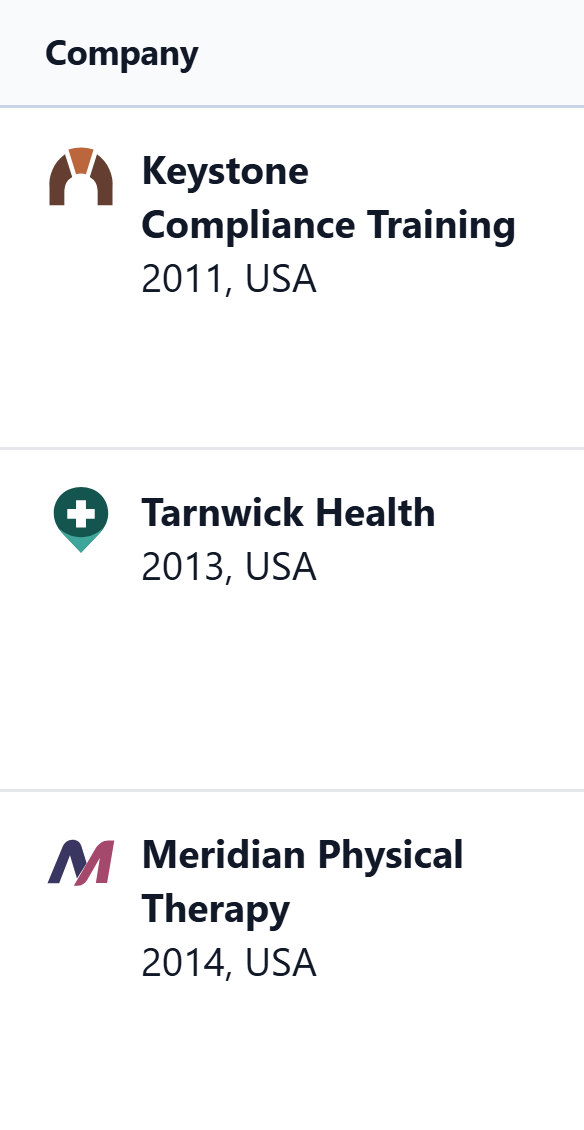 Company
Keystone
Compliance Training
2011, USA
Tarnwick Health
2013, USA
Meridian Physical
Therapy
2014, USA